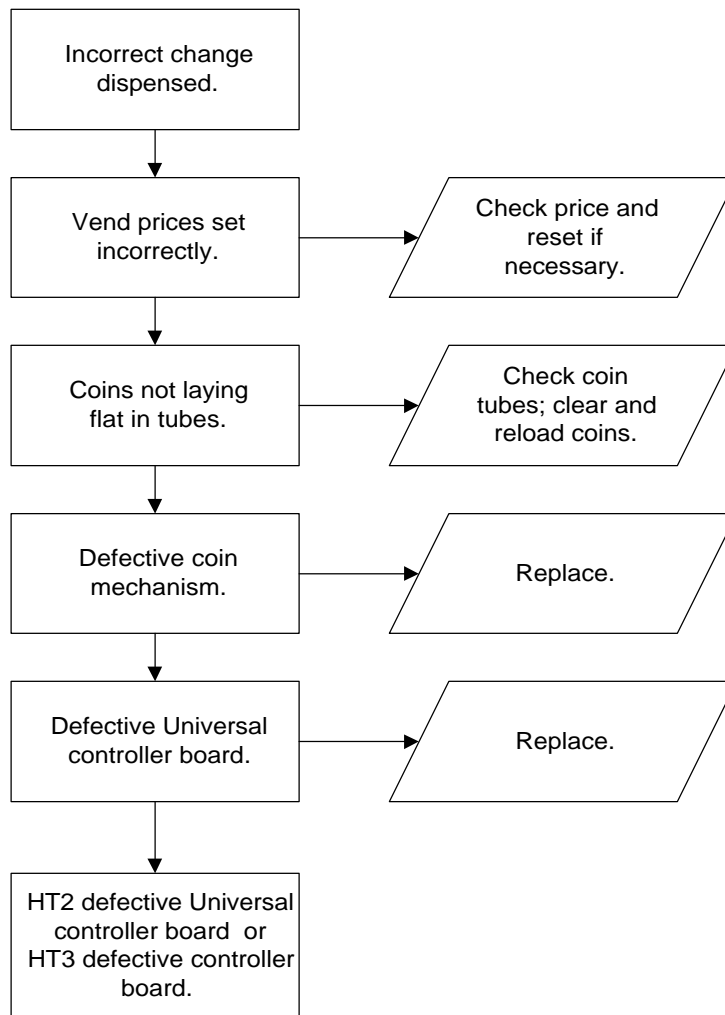 Incorrect change
dispensed.
Vend prices set
incorrectly.
Check price and
reset if
necessary.
Coins not laying
flat in tubes.
Check coin
tubes; clear and
reload coins.
Defective coin
mechanism.
Replace.
Defective Universal
controller board.
Replace.
HT2 defective Universal
controller board  or
HT3 defective controller
board.